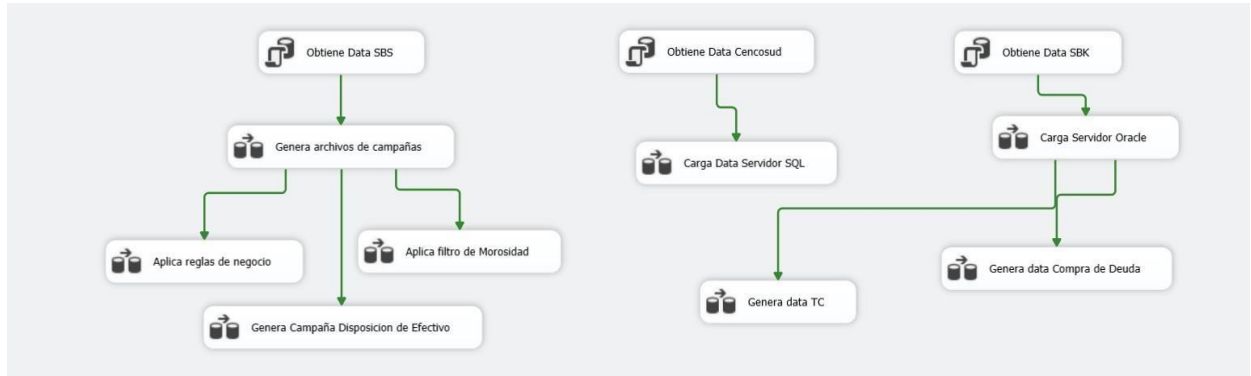 Obtiene Data SBS
Obtiene Data Cencosud
Obtiene Data SBK
Genera archivos de campañas
Carga Data Servidor SQL
Carga Servidor Oracle
Aplica reglas de negocio
Aplica filtro de Morosidad
Genera Campaña Disposicion de Efectivo
Genera data TC
Genera data Compra de Deuda